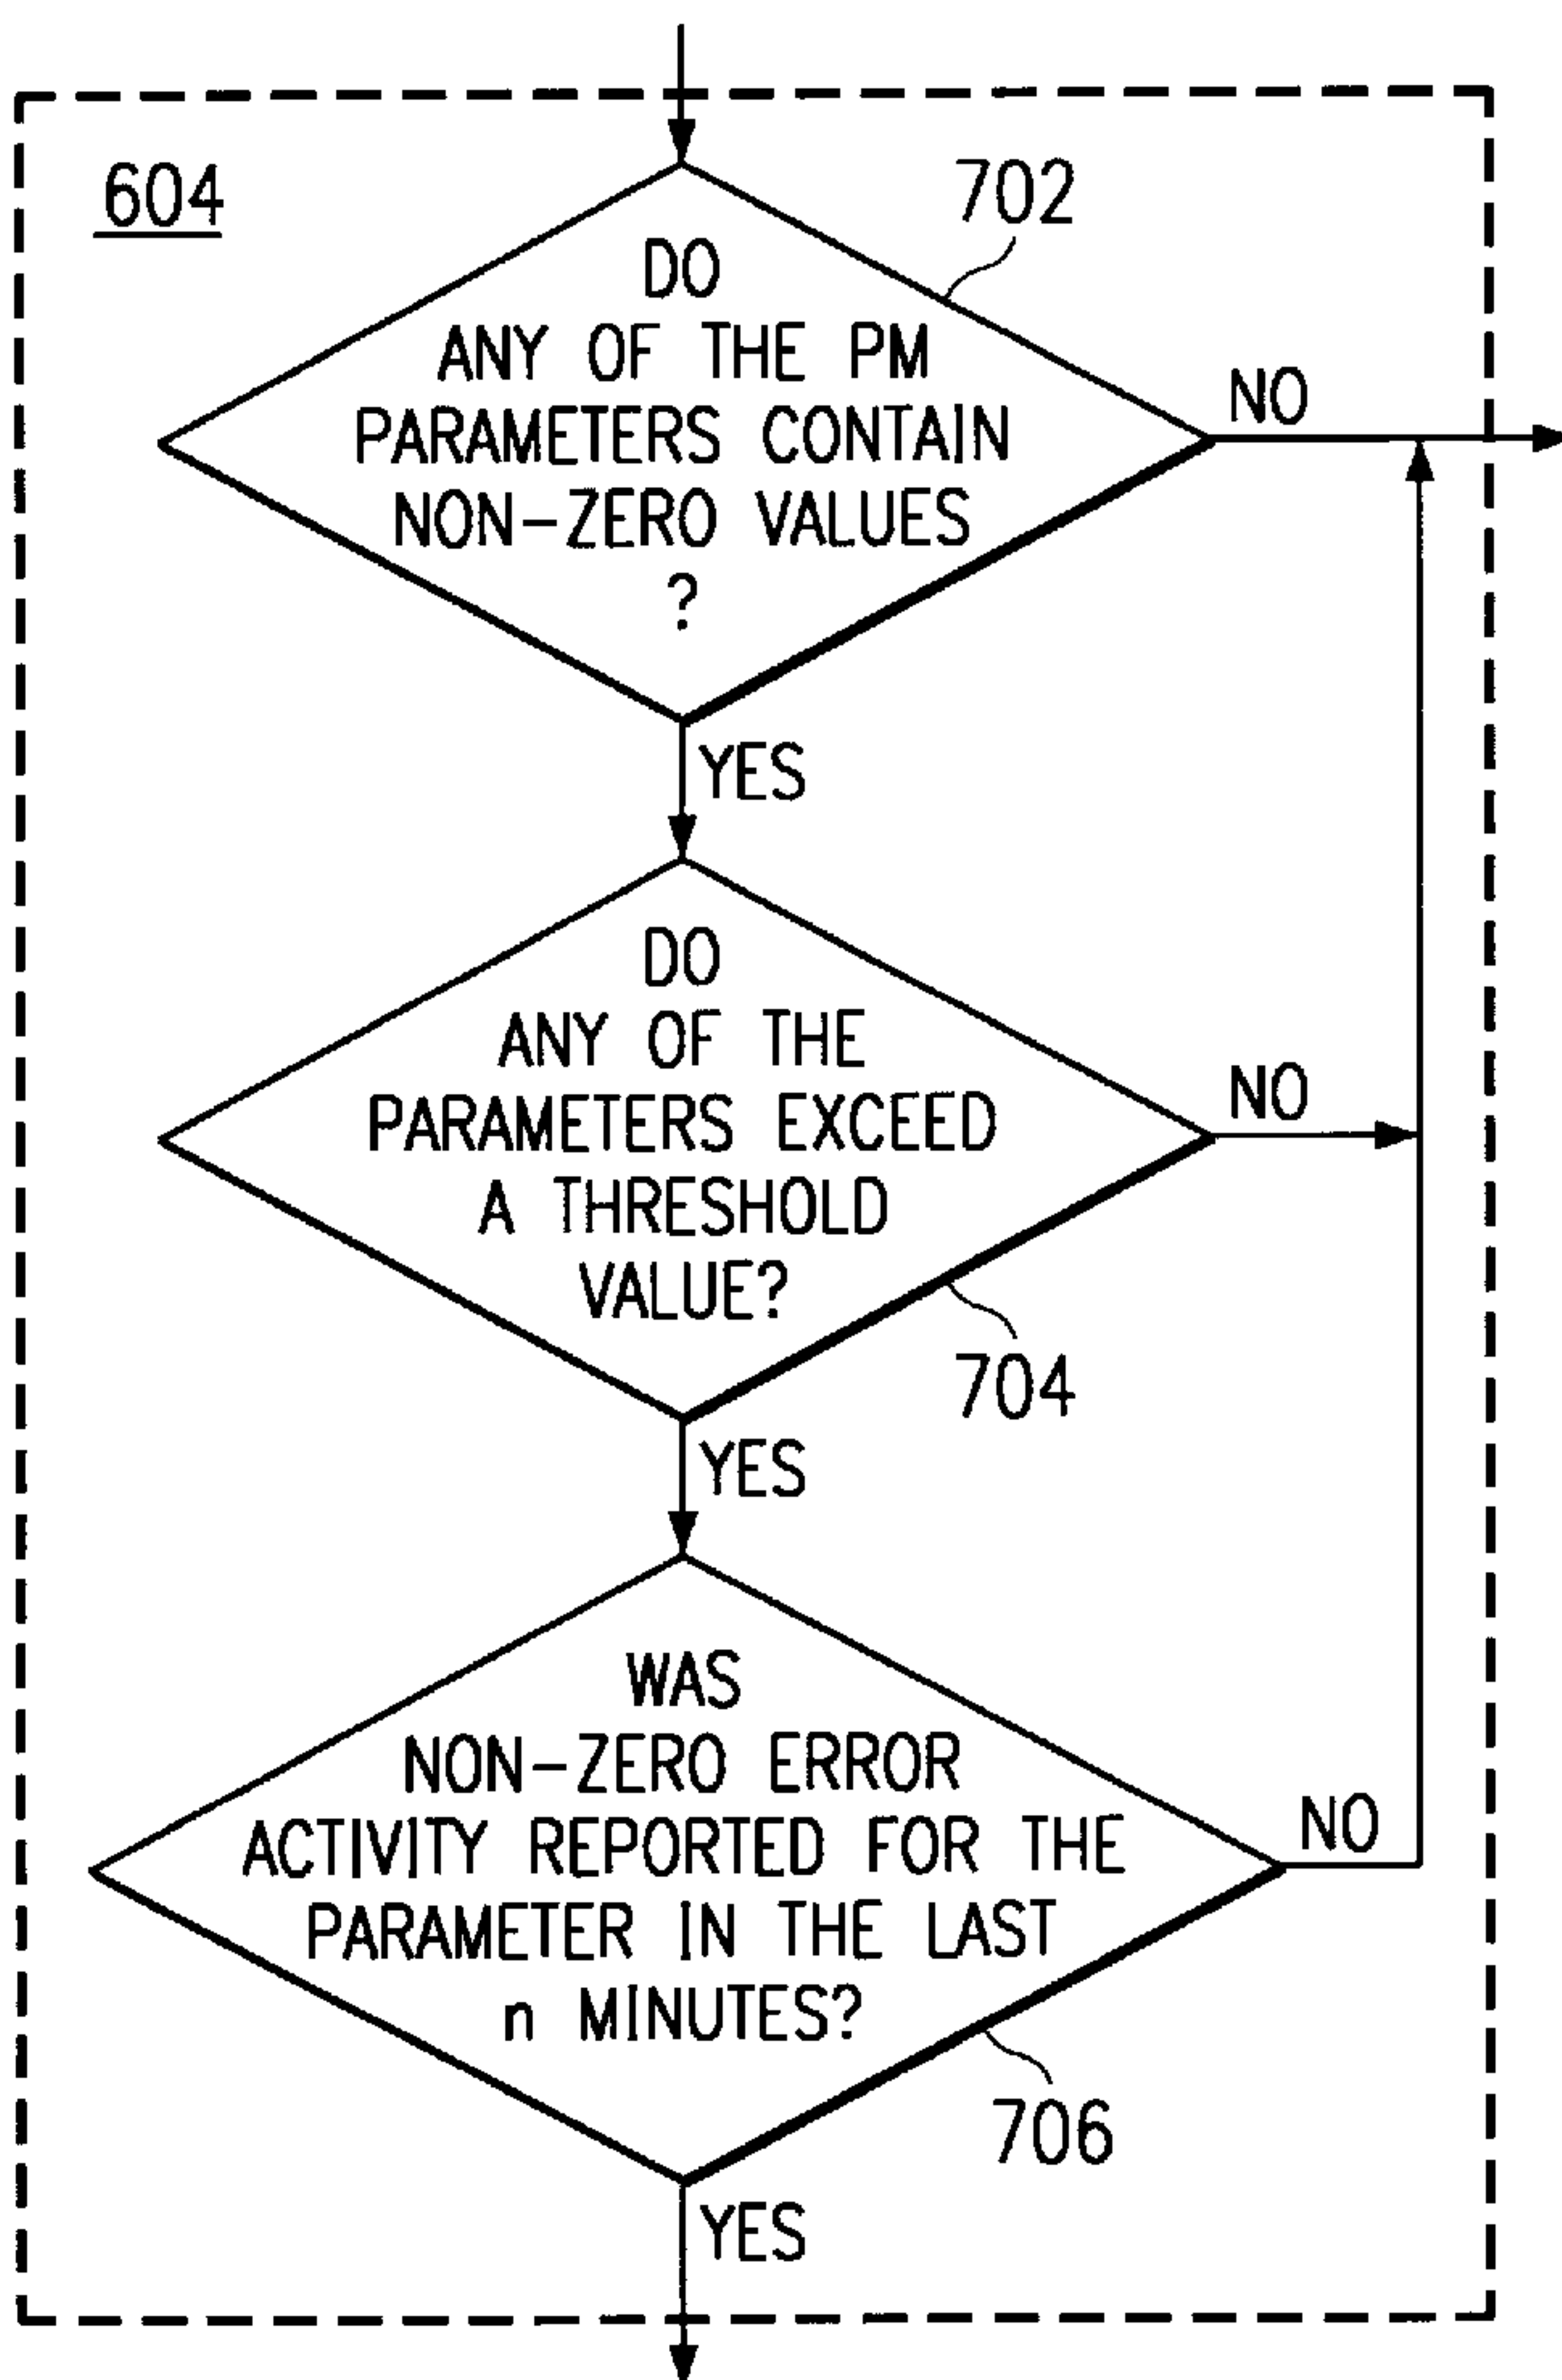 604
702
DO
ANY OF THE PM
PARAMETERS CONTAIN
NON-ZERO VALUES
?
NO
YES
DO
ANY OF THE
PARAMETERS EXCEED
A THRESHOLD
VALUE?
NO
704
YES
WAS
NON-ZERO ERROR
ACTIVITY REPORTED FOR THE
PARAMETER IN THE LAST
n MINUTES?
NO
706
YES